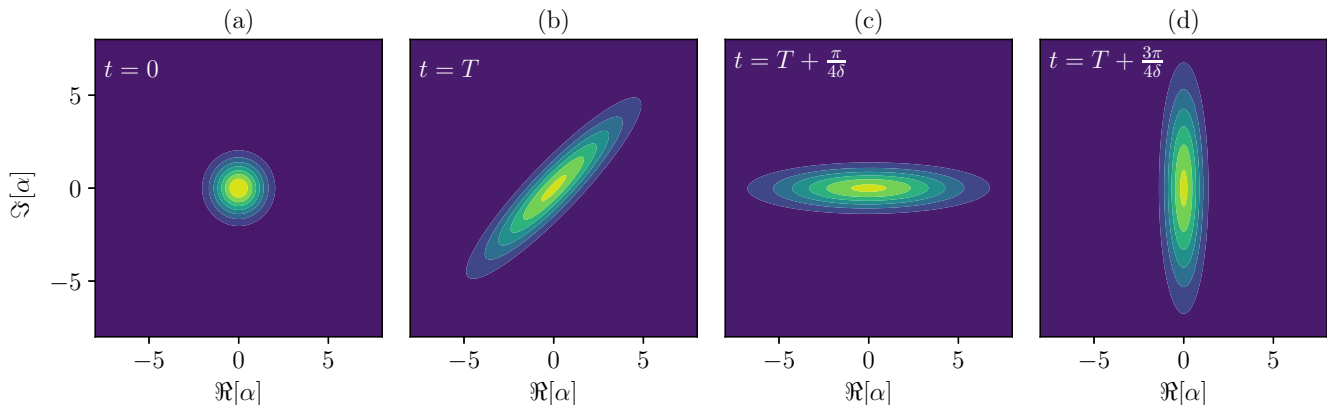 (a) (b) (c) (d)
t = 0
t = T
t = T + π/4δ
t = T + 3π/4δ
ℑ[α]
5
0
−5
−5 0 5
−5 0 5
−5 0 5
−5 0 5
ℜ[α] ℜ[α] ℜ[α] ℜ[α]